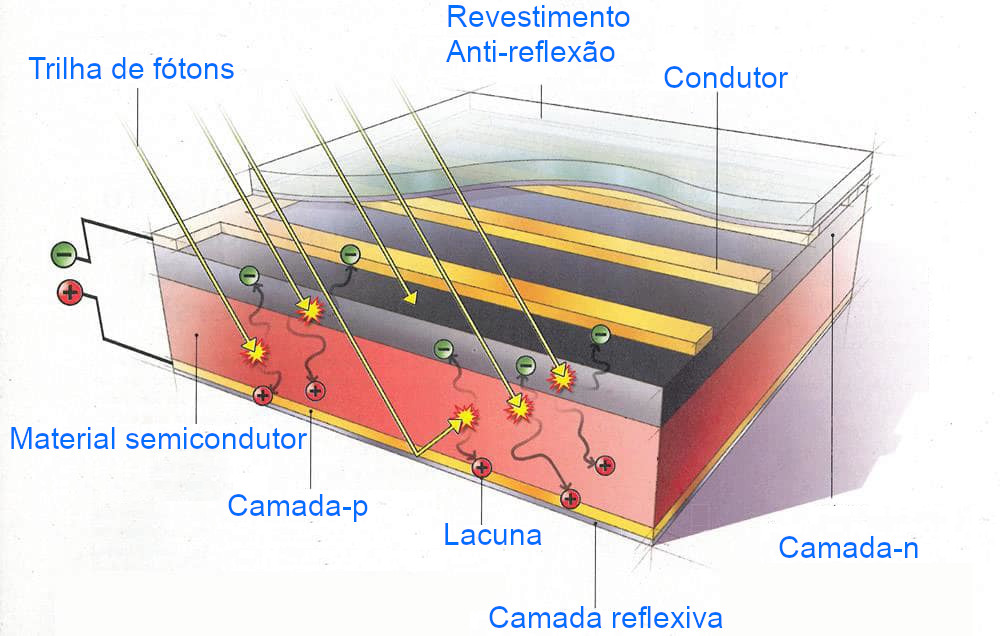 Revestimento
Anti-reflexão
Trilha de fótons
Condutor
Material semicondutor
Camada-p
Lacuna
Camada-n
Camada reflexiva